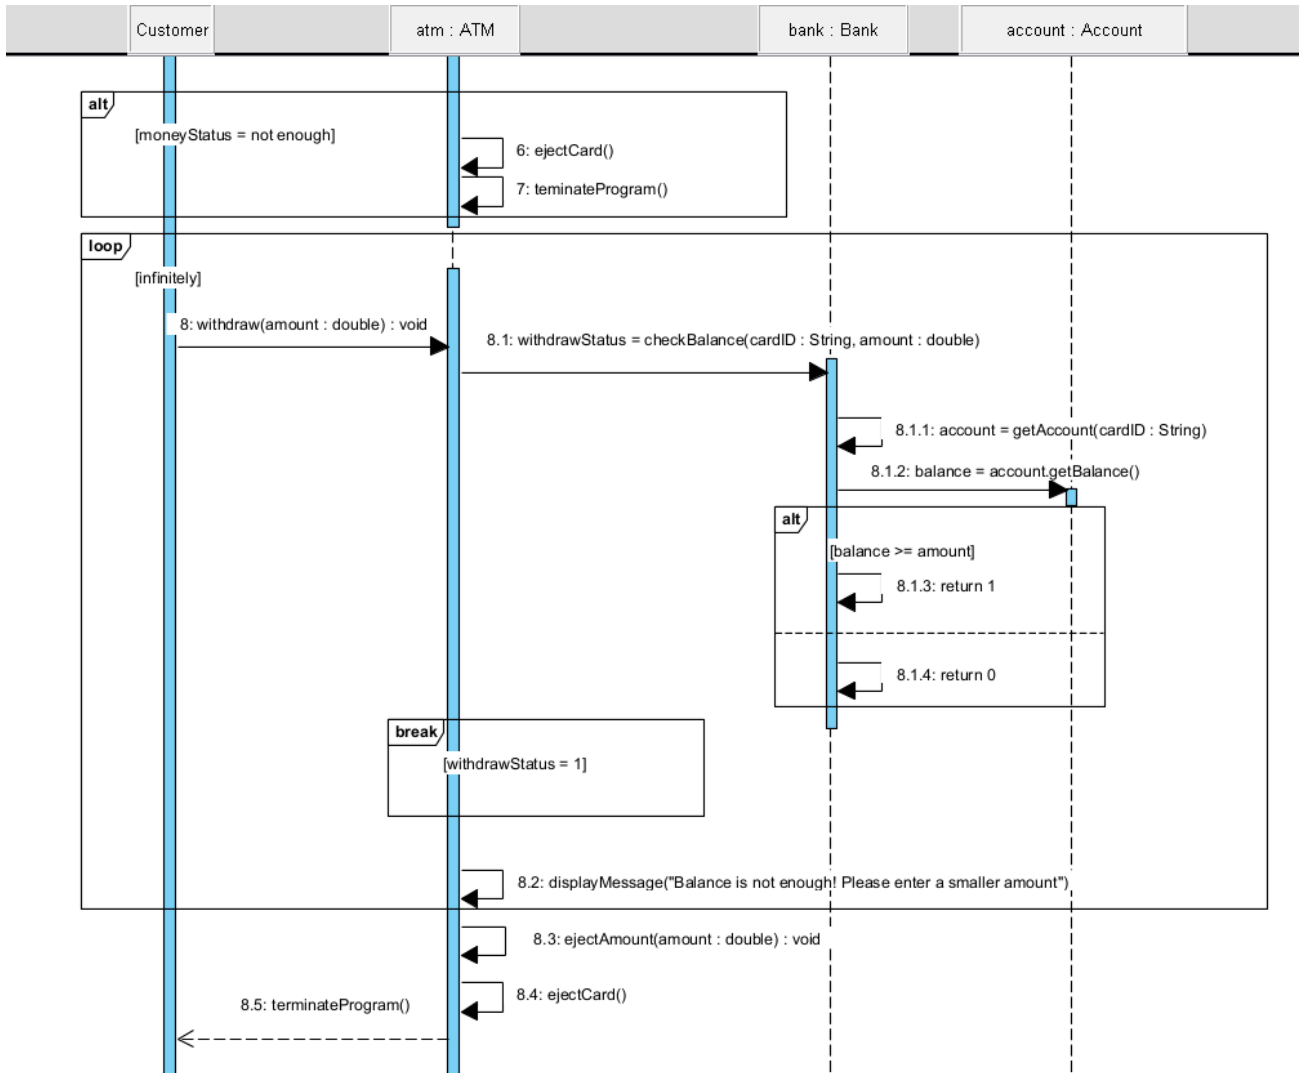 Customer
atm : ATM
bank : Bank
account : Account
alt
[moneyStatus = not enough]
6: ejectCard()
7: teminateProgram()
loop
[infinitely]
8: withdraw(amount : double) : void
8.1: withdrawStatus = checkBalance(cardID : String, amount : double)
8.1.1: account = getAccount(cardID : String)
8.1.2: balance = account.getBalance()
alt
[balance >= amount]
8.1.3: return 1
8.1.4: return 0
break
[withdrawStatus = 1]
8.2: displayMessage("Balance is not enough! Please enter a smaller amount")
8.3: ejectAmount(amount : double) : void
8.4: ejectCard()
8.5: terminateProgram()